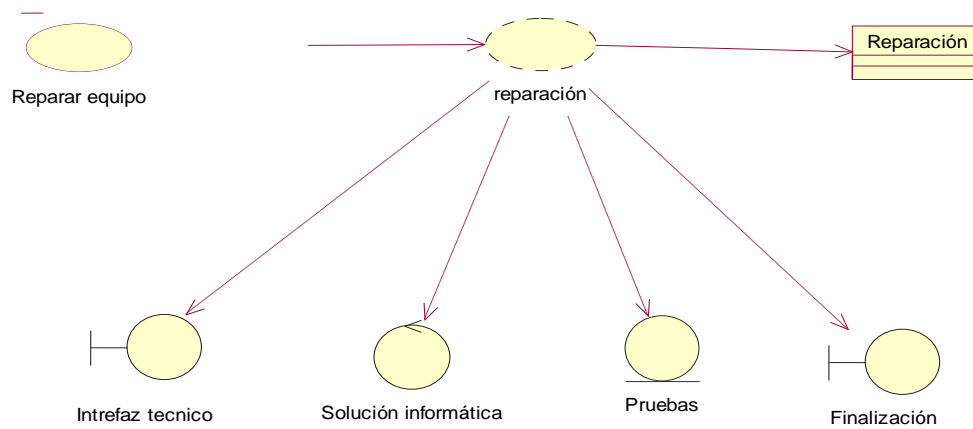 Reparar equipo
reparación
Reparación
Intrefaz tecnico
Solución informática
Pruebas
Finalización